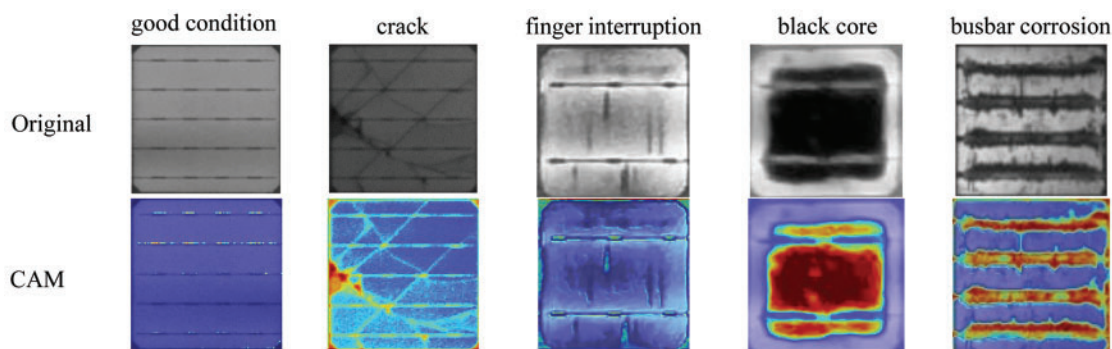 good condition
crack
finger interruption
black core
busbar corrosion
Original
CAM